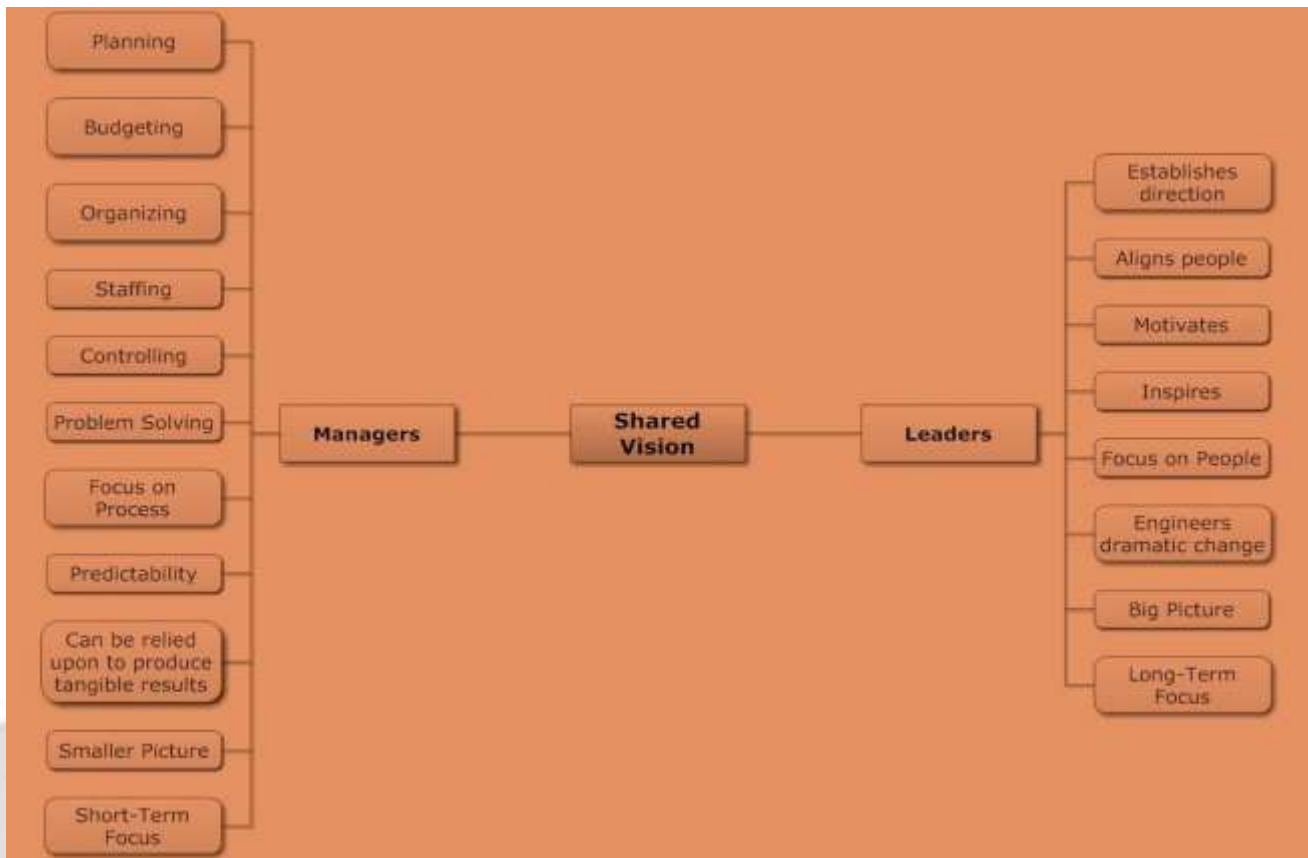 Planning
Budgeting
Organizing
Staffing
Controlling
Problem Solving
Focus on
Process
Predictability
Can be relied
upon to produce
tangible results
Smaller Picture
Short-Term
Focus
Managers
Shared
Vision
Leaders
Establishes
direction
Aligns people
Motivates
Inspires
Focus on People
Engineers
dramatic change
Big Picture
Long-Term
Focus